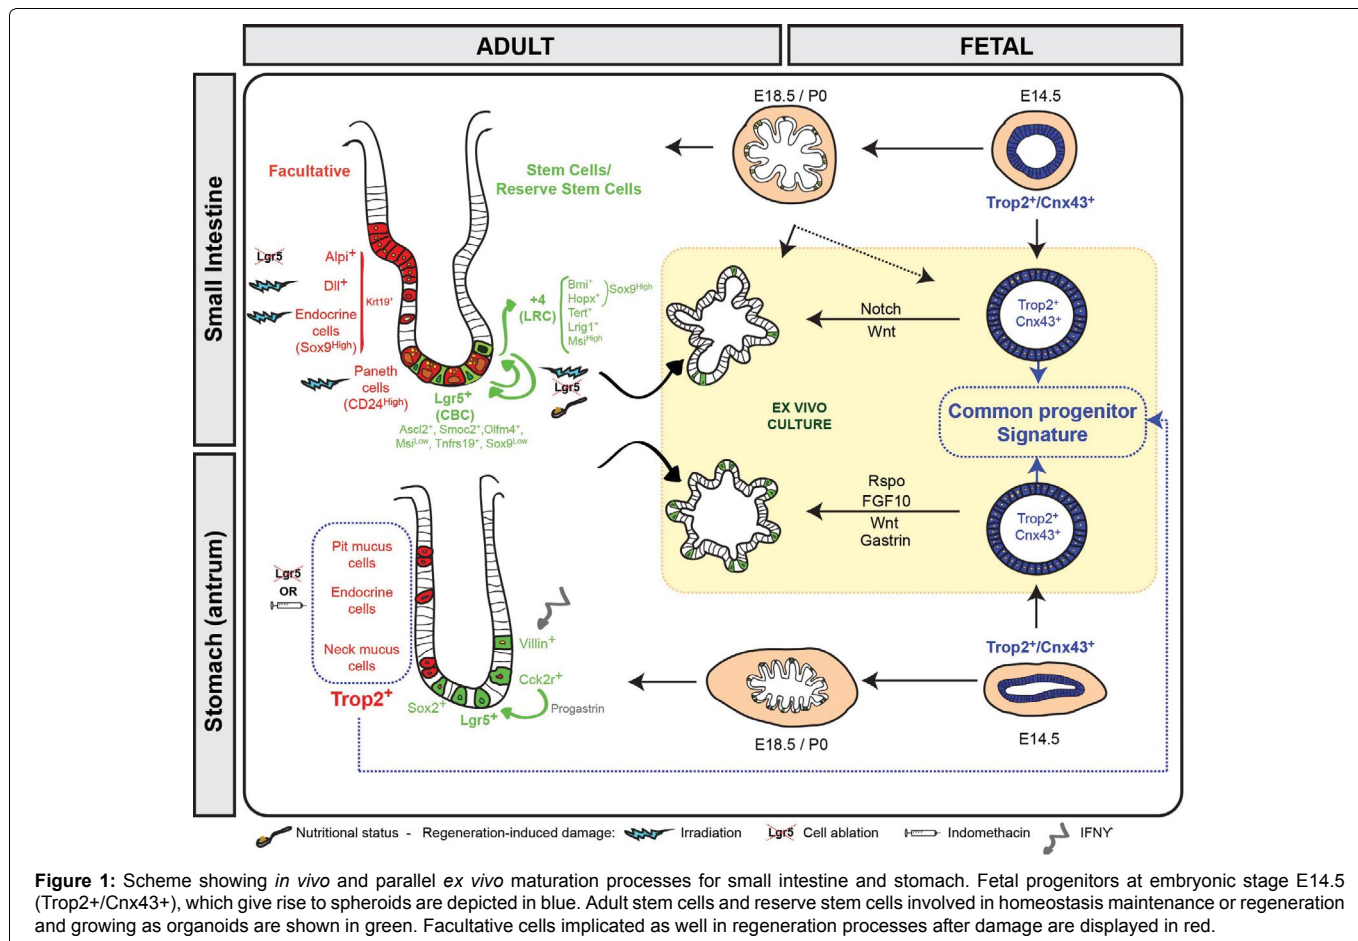 ADULT
FETAL
Small Intestine
Stomach (antrum)
E18.5 / P0
E14.5
Trop2+/Cnx43+
Facultative
Stem Cells/
Reserve Stem Cells
Lgr5
Alpi+
Dll+
Endocrine
cells
(Sox9High)
Krt19+
Paneth
cells
(CD24High)
+4
(LRC)
Bmi+
Hopx+
Tert+
Lrig1+
MsiHigh
Sox9High
Lgr5
Lgr5+
(CBC)
Ascl2+, Smoc2+,Olfm4+,
MsiLow, Tnfrs19+, Sox9Low
Notch
Wnt
Trop2+
Cnx43+
EX VIVO
CULTURE
Common progenitor
Signature
Rspo
FGF10
Wnt
Gastrin
Trop2+
Cnx43+
Lgr5
OR
Pit mucus
cells
Endocrine
cells
Neck mucus
cells
Trop2+
Villin+
Cck2r+
Progastrin
Sox2+
Lgr5+
E18.5 / P0
Trop2+/Cnx43+
E14.5
Nutritional status - Regeneration-induced damage: Irradiation Lgr5 Cell ablation Indomethacin IFNϒ
Figure 1: Scheme showing in vivo and parallel ex vivo maturation processes for small intestine and stomach. Fetal progenitors at embryonic stage E14.5
(Trop2+/Cnx43+), which give rise to spheroids are depicted in blue. Adult stem cells and reserve stem cells involved in homeostasis maintenance or regeneration
and growing as organoids are shown in green. Facultative cells implicated as well in regeneration processes after damage are displayed in red.